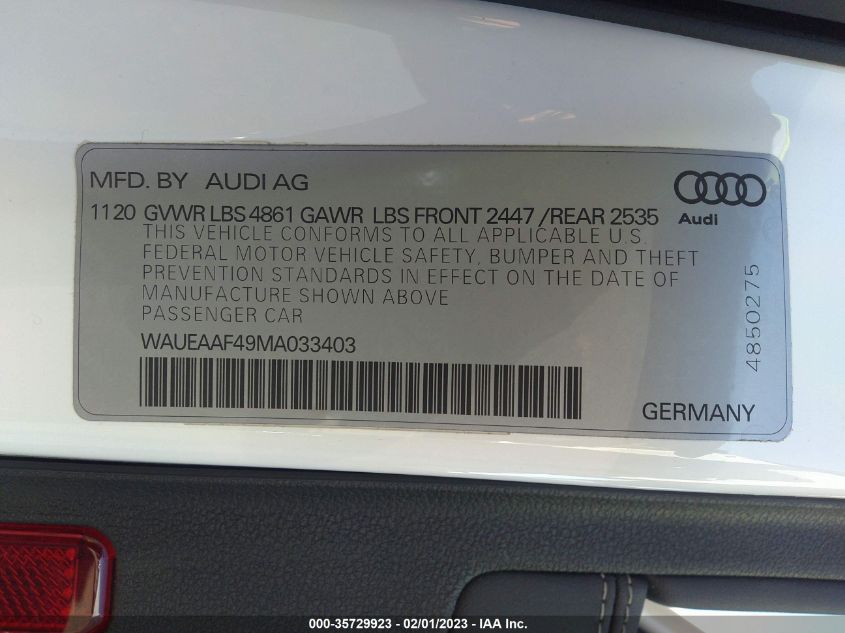 MFD. BY AUDI AG
1120 GVWR LBS 4861 GAWR LBS FRONT 2447 /REAR 2535
Audi
THIS VEHICLE CONFORMS TO ALL APPLICABLE U.S.
FEDERAL MOTOR VEHICLE SAFETY, BUMPER AND THEFT
PREVENTION STANDARDS IN EFFECT ON THE DATE OF
MANUFACTURE SHOWN ABOVE
PASSENGER CAR
WAUEAAF49MA033403
4850275
GERMANY
000-35729923 - 02/01/2023 - © IAA Inc.